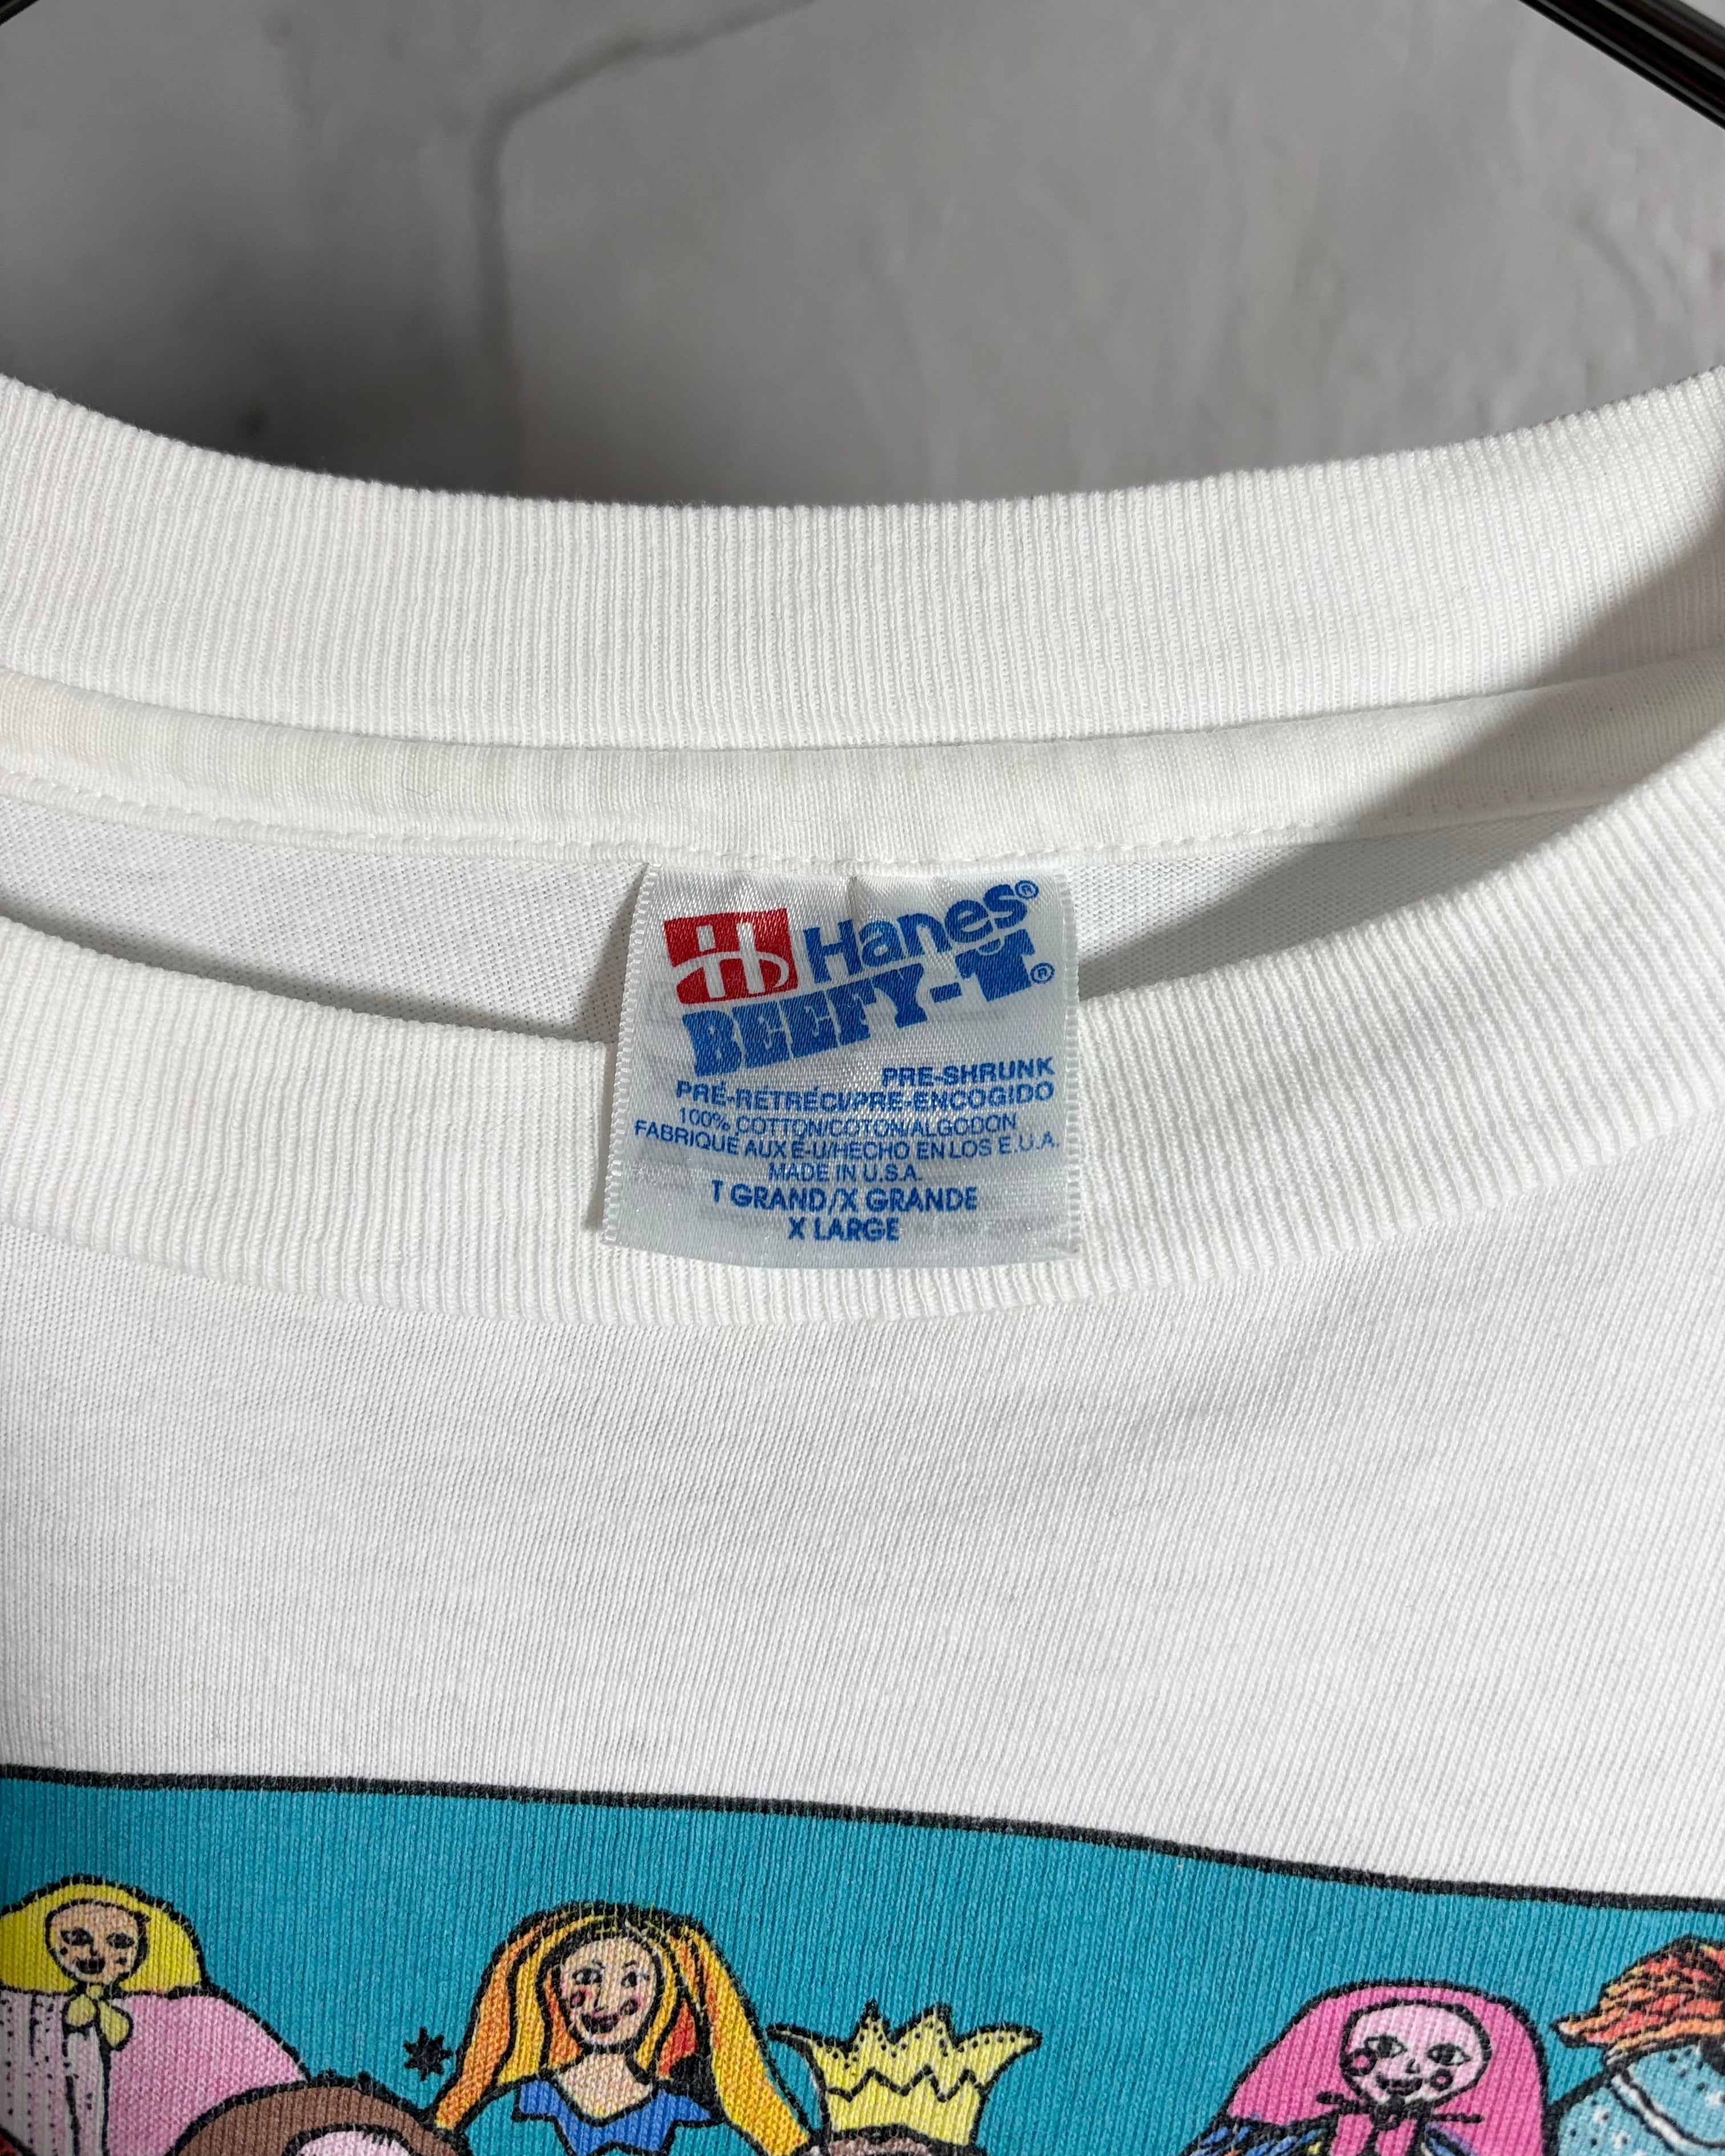 Hanes®
BEEFY-T®
PRE-SHRUNK
PRÉ-RÉTRÉCI/PRE-ENCOGIDO
100% COTTON/COTON/ALGODON
FABRIQUÉ AUX É-U/HECHO EN LOS E.U.A.
MADE IN U.S.A.
T GRAND/X GRANDE
X LARGE